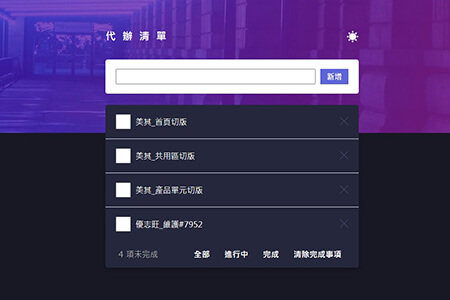 代辦清單
新增
美其_首頁切版
美其_共用區切版
美其_產品單元切版
優志旺_維護#7952
4 項未完成 全部 進行中 完成 清除完成事項